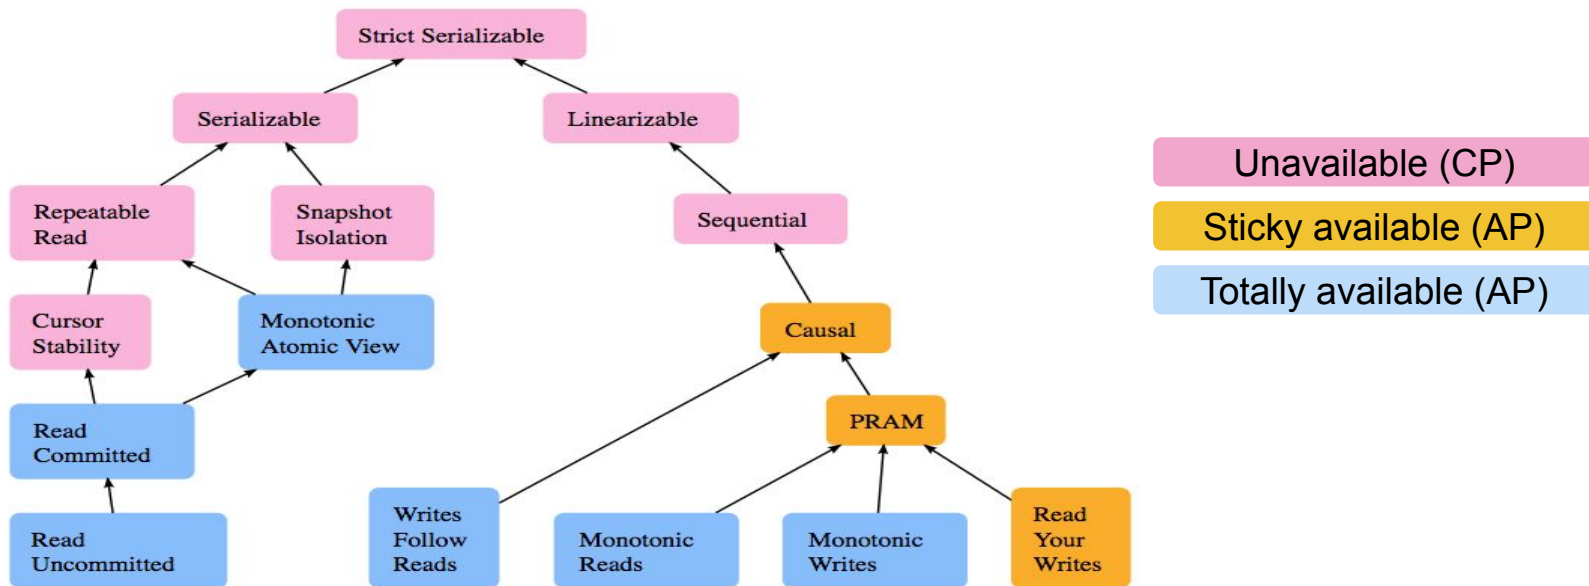 Strict Serializable
Serializable
Linearizable
Unavailable (CP)
Repeatable
Read
Snapshot
Isolation
Sequential
Sticky available (AP)
Totally available (AP)
Cursor
Stability
Monotonic
Atomic View
Causal
Read
Committed
PRAM
Read
Uncommitted
Writes
Follow
Reads
Monotonic
Reads
Monotonic
Writes
Read
Your
Writes